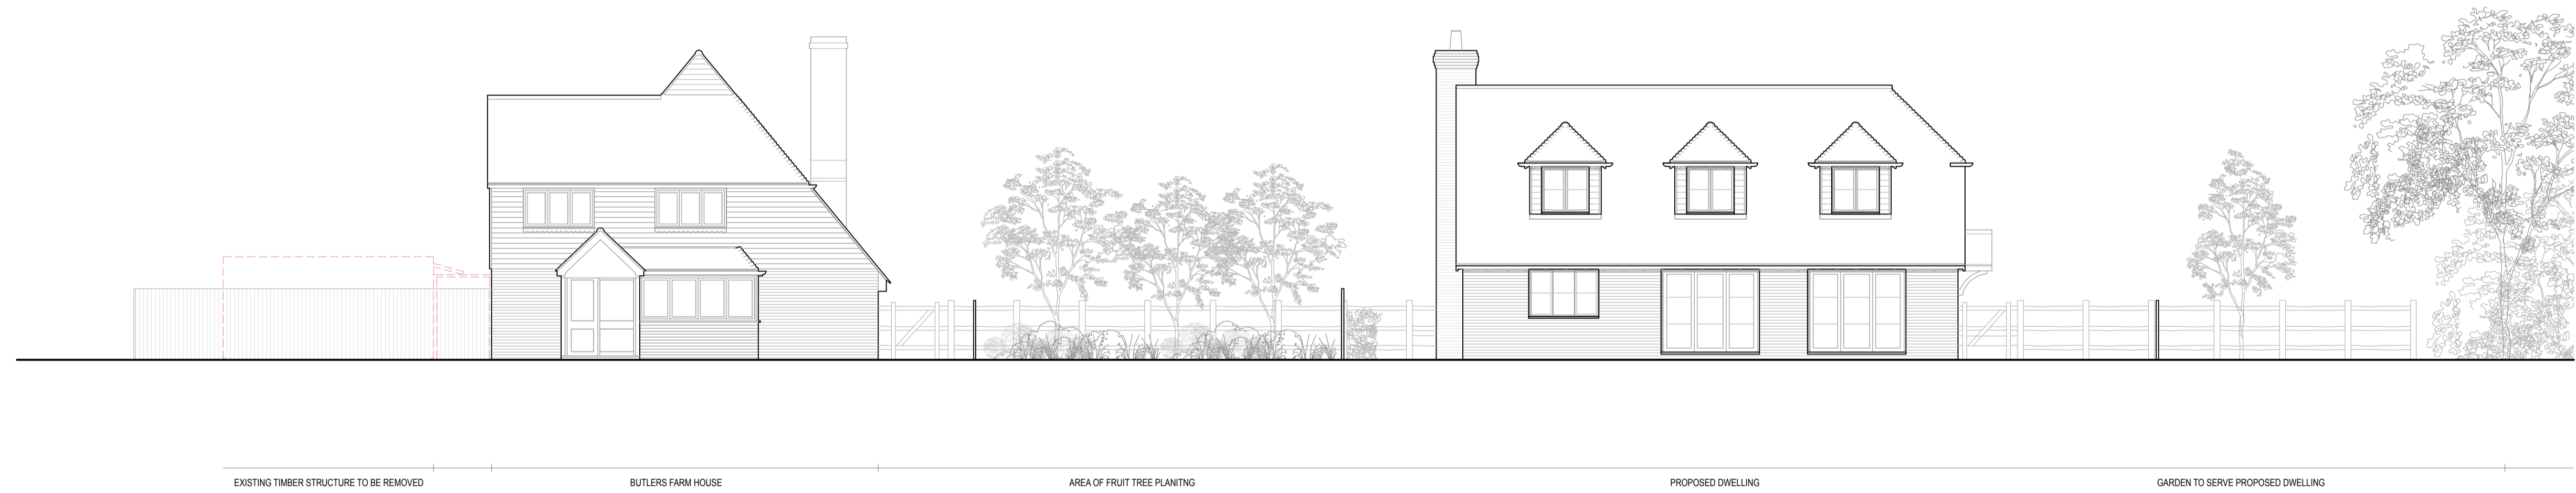 EXISTING TIMBER STRUCTURE TO BE REMOVED
BUTLERS FARM HOUSE
AREA OF FRUIT TREE PLANITNG
PROPOSED DWELLING
GARDEN TO SERVE PROPOSED DWELLING